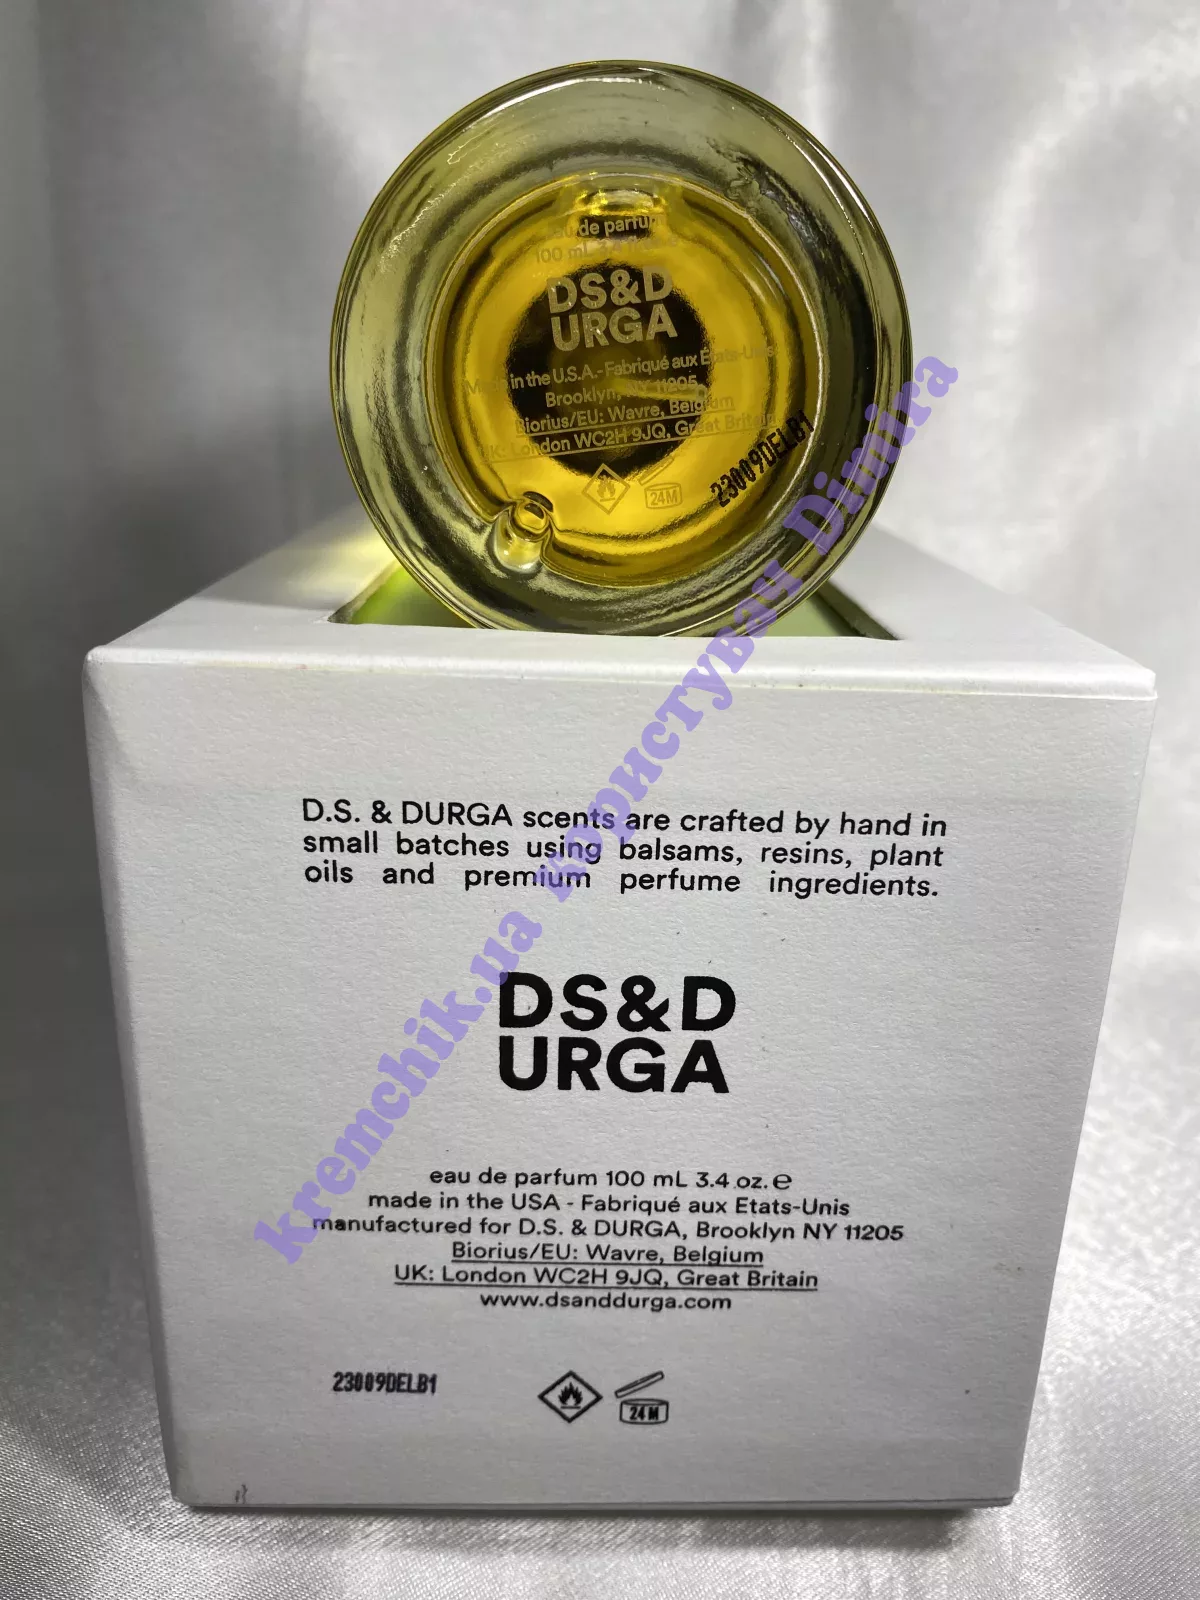 eau de parfum
100 mL
DS&D
URGA
Made in the U.S.A.-Fabriqué aux États-Unis
Brooklyn, NY 11205
Biorius/EU: Wavre, Belgium
UK: London WC2H 9JQ, Great Britain
24M
23009DELB1
D.S. & DURGA scents are crafted by hand in
small batches using balsams, resins, plant
oils and premium perfume ingredients.
DS&D
URGA
eau de parfum 100 mL 3.4 oz. e
made in the USA - Fabriqué aux Etats-Unis
manufactured for D.S. & DURGA, Brooklyn NY 11205
Biorius/EU: Wavre, Belgium
UK: London WC2H 9JQ, Great Britain
www.dsanddurga.com
23009DELB1
24M
kremchik.ua користувач Dimira